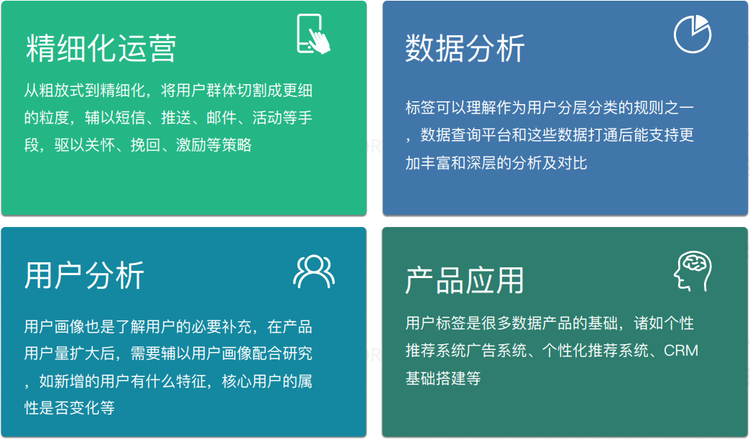 精细化运营
从粗放式到精细化，将用户群体切割成更细
的粒度，辅以短信、推送、邮件、活动等手
段，驱以关怀、挽回、激励等策略
数据分析
标签可以理解作为用户分层分类的规则之一
，数据查询平台和这些数据打通后能支持更
加丰富和深层的分析及对比
用户分析
用户画像也是了解用户的必要补充，在产品
用户量扩大后，需要辅以用户画像配合研究
，如新增的用户有什么特征，核心用户的属
性是否变化等
产品应用
用户标签是很多数据产品的基础，诸如个性
推荐系统广告系统、个性化推荐系统、CRM
基础搭建等